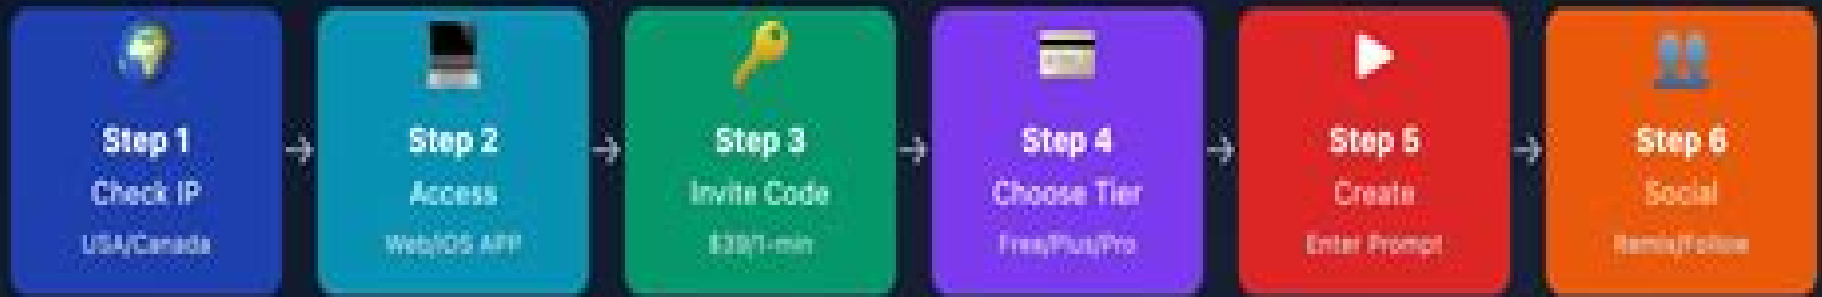 Step 1
Check IP
USA/Canada
Step 2
Access
Web/iOS APP
Step 3
Invite Code
Step 4
Choose Tier
Free/Plus/Pro
Step 5
Create
Enter Prompt
Step 6
Social
Remix/Follow